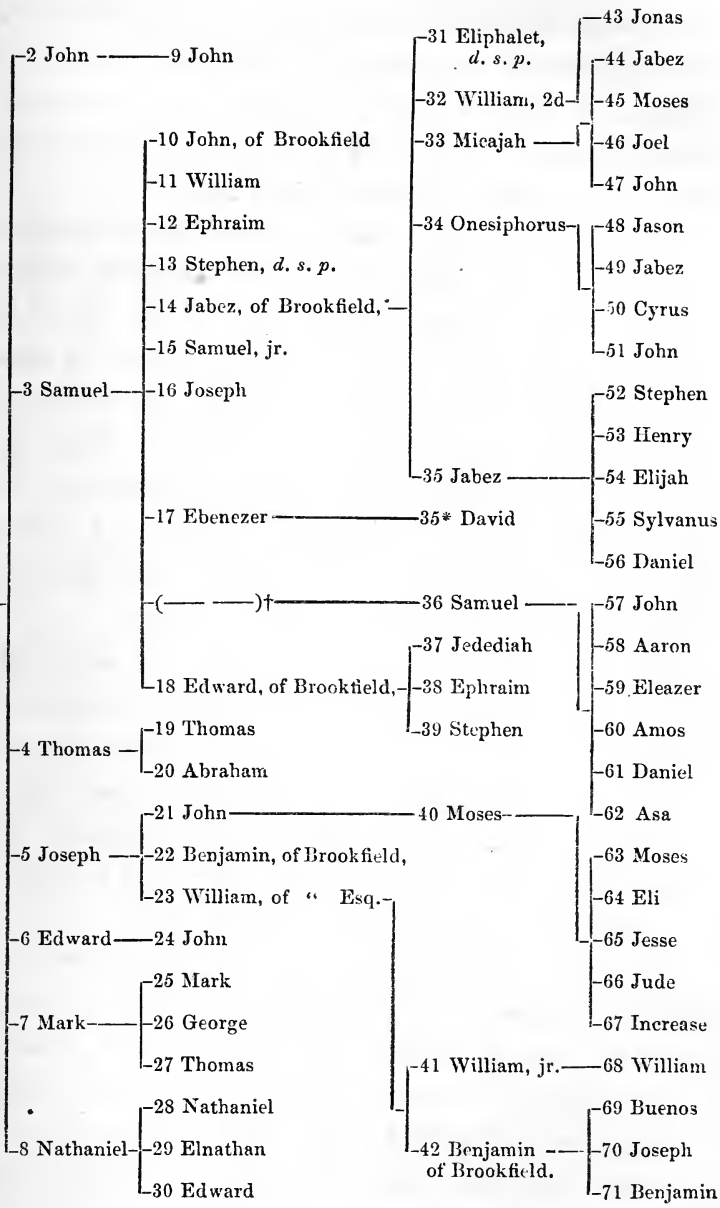 2 John 9 John
10 John, of Brookfield
11 William
12 Ephraim
13 Stephen, d. s. p.
14 Jabez, of Brookfield,
15 Samuel, jr.
3 Samuel 16 Joseph
17 Ebenezer 35* David
(—— ——)† 36 Samuel
18 Edward, of Brookfield,
37 Jedediah
38 Ephraim
39 Stephen
31 Eliphalet,
d. s. p.
32 William, 2d
33 Micajah
34 Onesiphorus
35 Jabez
43 Jonas
44 Jabez
45 Moses
46 Joel
47 John
48 Jason
49 Jabez
50 Cyrus
51 John
52 Stephen
53 Henry
54 Elijah
55 Sylvanus
56 Daniel
57 John
58 Aaron
59 Eleazer
60 Amos
61 Daniel
62 Asa
4 Thomas
19 Thomas
20 Abraham
5 Joseph
21 John 40 Moses
22 Benjamin, of Brookfield,
23 William, of “ Esq.
63 Moses
64 Eli
65 Jesse
66 Jude
67 Increase
6 Edward 24 John
7 Mark
25 Mark
26 George
27 Thomas
8 Nathaniel
28 Nathaniel
29 Elnathan
30 Edward
41 William, jr. 68 William
42 Benjamin
of Brookfield.
69 Buenos
70 Joseph
71 Benjamin